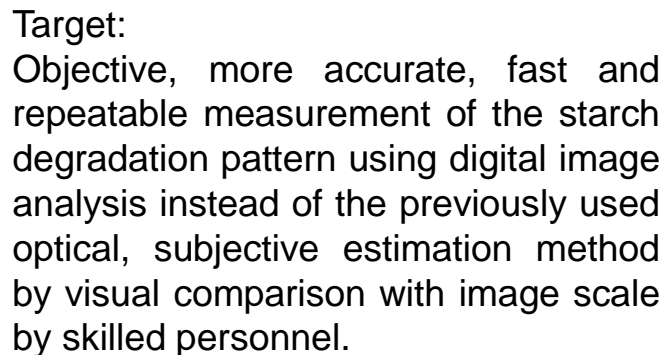 Target:
Objective, more accurate, fast and
repeatable measurement of the starch
degradation pattern using digital image
analysis instead of the previously used
optical, subjective estimation method
by visual comparison with image scale
by skilled personnel.